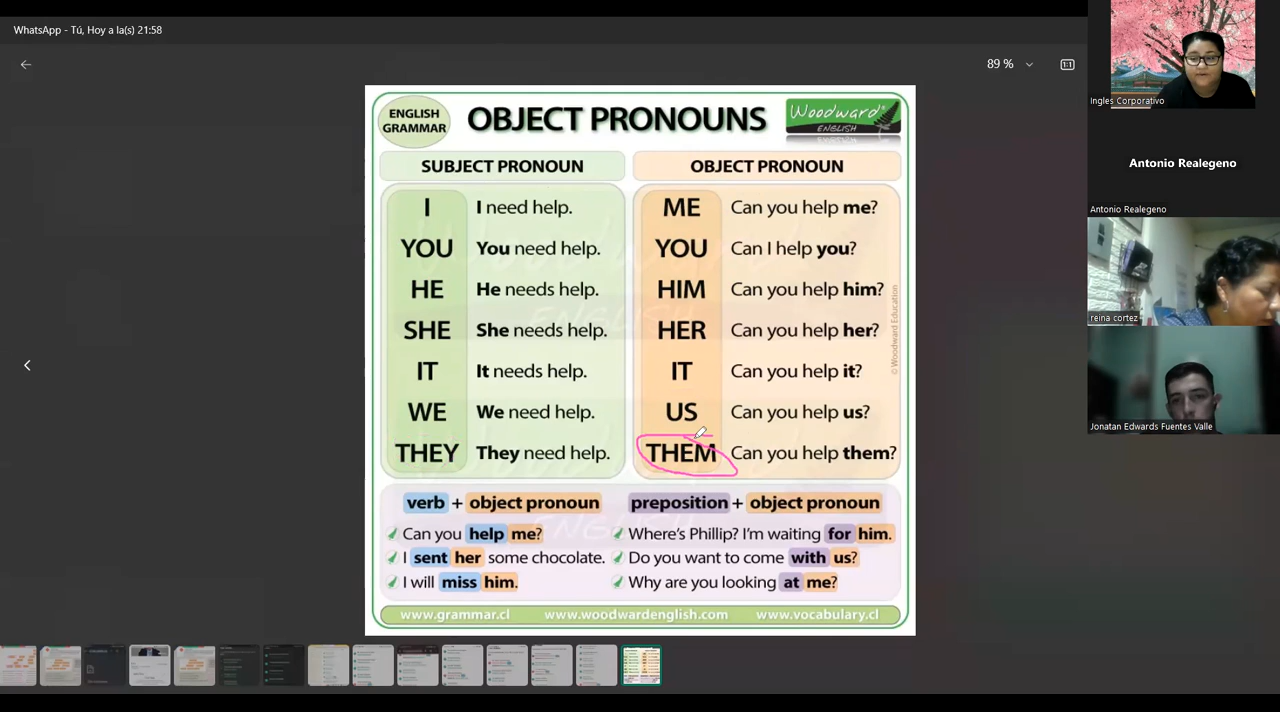 WhatsApp - Tú, Hoy a la(s) 21:58
89 %
1:1
ENGLISH
GRAMMAR
OBJECT PRONOUNS
Woodward
ENGLISH
SUBJECT PRONOUN
OBJECT PRONOUN
I I need help.
ME Can you help me?
YOU You need help.
YOU Can I help you?
HE He needs help.
HIM Can you help him?
SHE She needs help.
HER Can you help her?
IT It needs help.
IT Can you help it?
WE We need help.
US Can you help us?
THEY They need help.
THEM Can you help them?
© Woodward Education
verb + object pronoun
Can you help me?
I sent her some chocolate.
I will miss him.
preposition + object pronoun
Where's Phillip? I'm waiting for him.
Do you want to come with us?
Why are you looking at me?
www.grammar.cl www.woodwardenglish.com www.vocabulary.cl
Ingles Corporativo
Antonio Realegeno
Antonio Realegeno
reina cortez
Jonatan Edwards Fuentes Valle